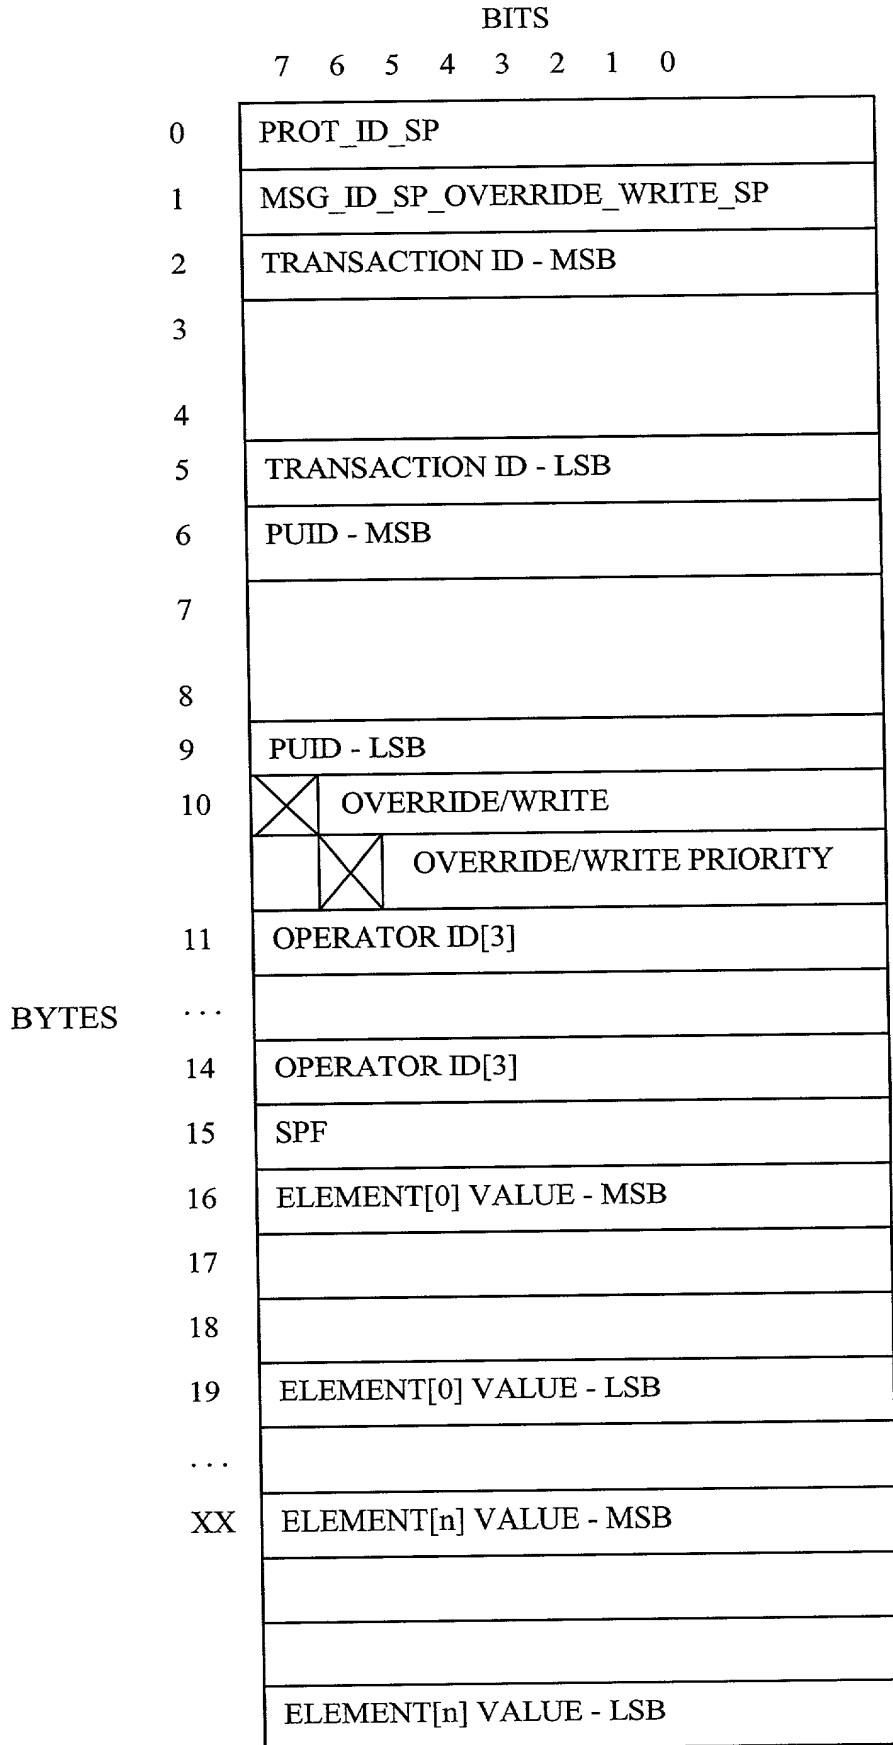 BITS
7 6 5 4 3 2 1 0
0 PROT_ID_SP
1 MSG_ID_SP_OVERRIDE_WRITE_SP
2 TRANSACTION ID - MSB
3
4
5 TRANSACTION ID - LSB
6 PUID - MSB
7
8
9 PUID - LSB
10 OVERRIDE/WRITE
OVERRIDE/WRITE PRIORITY
11 OPERATOR ID[3]
BYTES ...
14 OPERATOR ID[3]
15 SPF
16 ELEMENT[0] VALUE - MSB
17
18
19 ELEMENT[0] VALUE - LSB
...
XX ELEMENT[n] VALUE - MSB
ELEMENT[n] VALUE - LSB